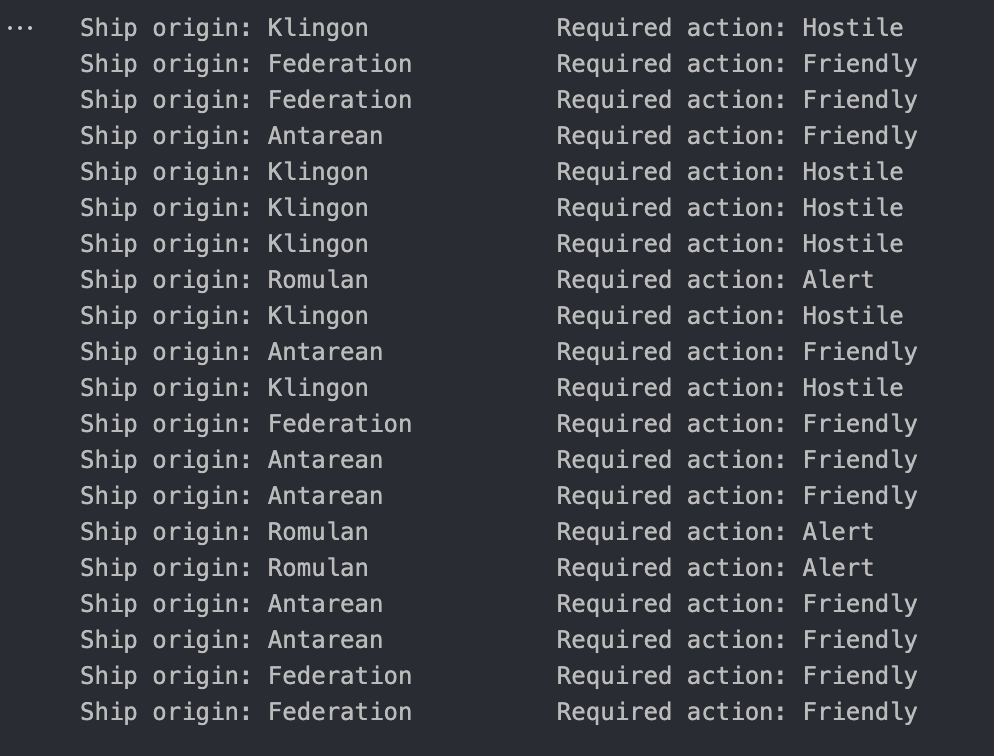 ... Ship origin: Klingon Required action: Hostile
Ship origin: Federation Required action: Friendly
Ship origin: Federation Required action: Friendly
Ship origin: Antarean Required action: Friendly
Ship origin: Klingon Required action: Hostile
Ship origin: Klingon Required action: Hostile
Ship origin: Klingon Required action: Hostile
Ship origin: Romulan Required action: Alert
Ship origin: Klingon Required action: Hostile
Ship origin: Antarean Required action: Friendly
Ship origin: Klingon Required action: Hostile
Ship origin: Federation Required action: Friendly
Ship origin: Antarean Required action: Friendly
Ship origin: Antarean Required action: Friendly
Ship origin: Romulan Required action: Alert
Ship origin: Romulan Required action: Alert
Ship origin: Antarean Required action: Friendly
Ship origin: Antarean Required action: Friendly
Ship origin: Federation Required action: Friendly
Ship origin: Federation Required action: Friendly